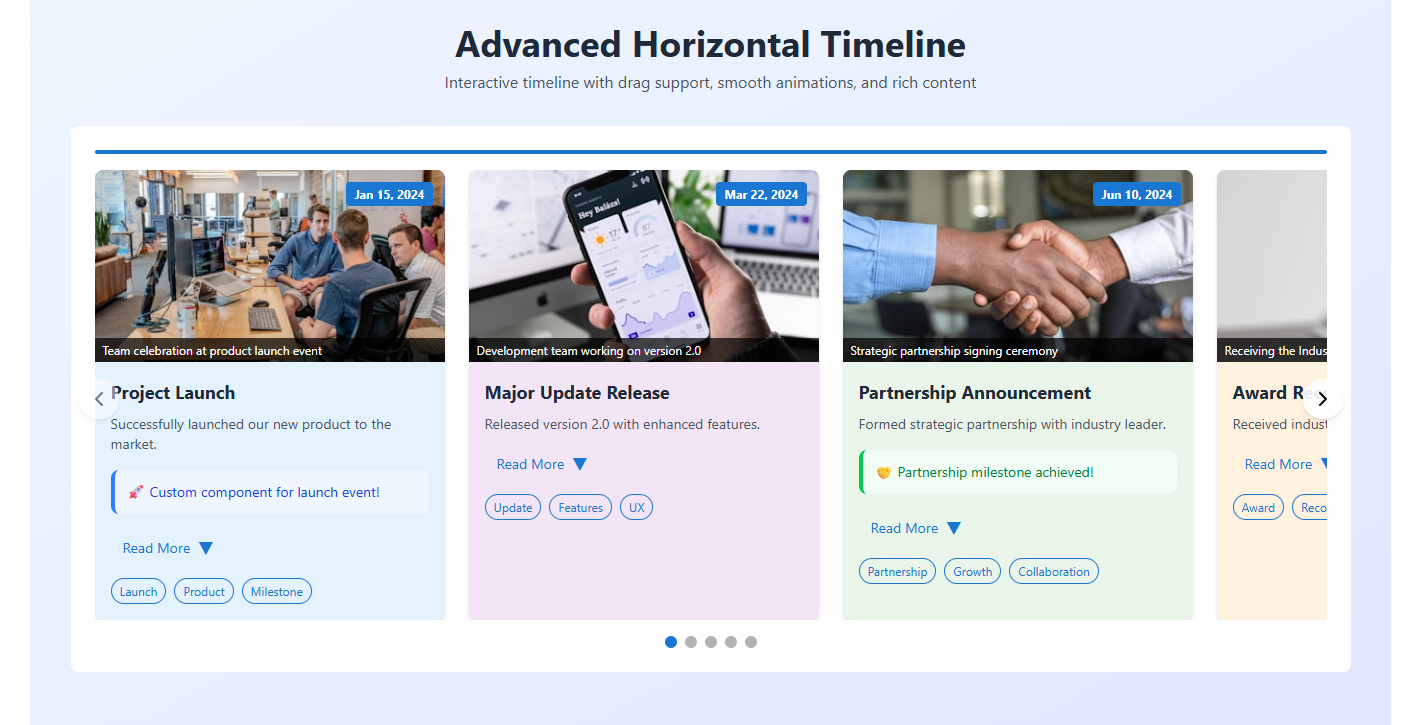 Advanced Horizontal Timeline
Interactive timeline with drag support, smooth animations, and rich content
Jan 15, 2024
Team celebration at product launch event
Project Launch
Successfully launched our new product to the
market.
🚀 Custom component for launch event!
Read More ▼
Launch Product Milestone
Mar 22, 2024
Hey Balázs!
17°
87
Development team working on version 2.0
Major Update Release
Released version 2.0 with enhanced features.
Read More ▼
Update Features UX
Jun 10, 2024
Strategic partnership signing ceremony
Partnership Announcement
Formed strategic partnership with industry leader.
🤝 Partnership milestone achieved!
Read More ▼
Partnership Growth Collaboration
Receiving the Indus
Award Re
Received indust
Read More
Award Reco